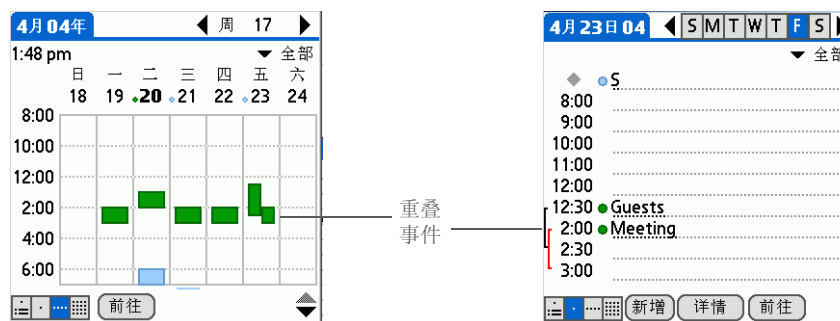 4月04年 周 17
1:48 pm 全部
日 一 二 三 四 五 六
18 19 20 21 22 23 24
8:00
10:00
12:00
2:00
4:00
6:00
前往
重叠
事件
4月23日04 S M T W T F S
全部
S
8:00
9:00
10:00
11:00
12:00
12:30 Guests
2:00 Meeting
2:30
3:00
新增 详情 前往